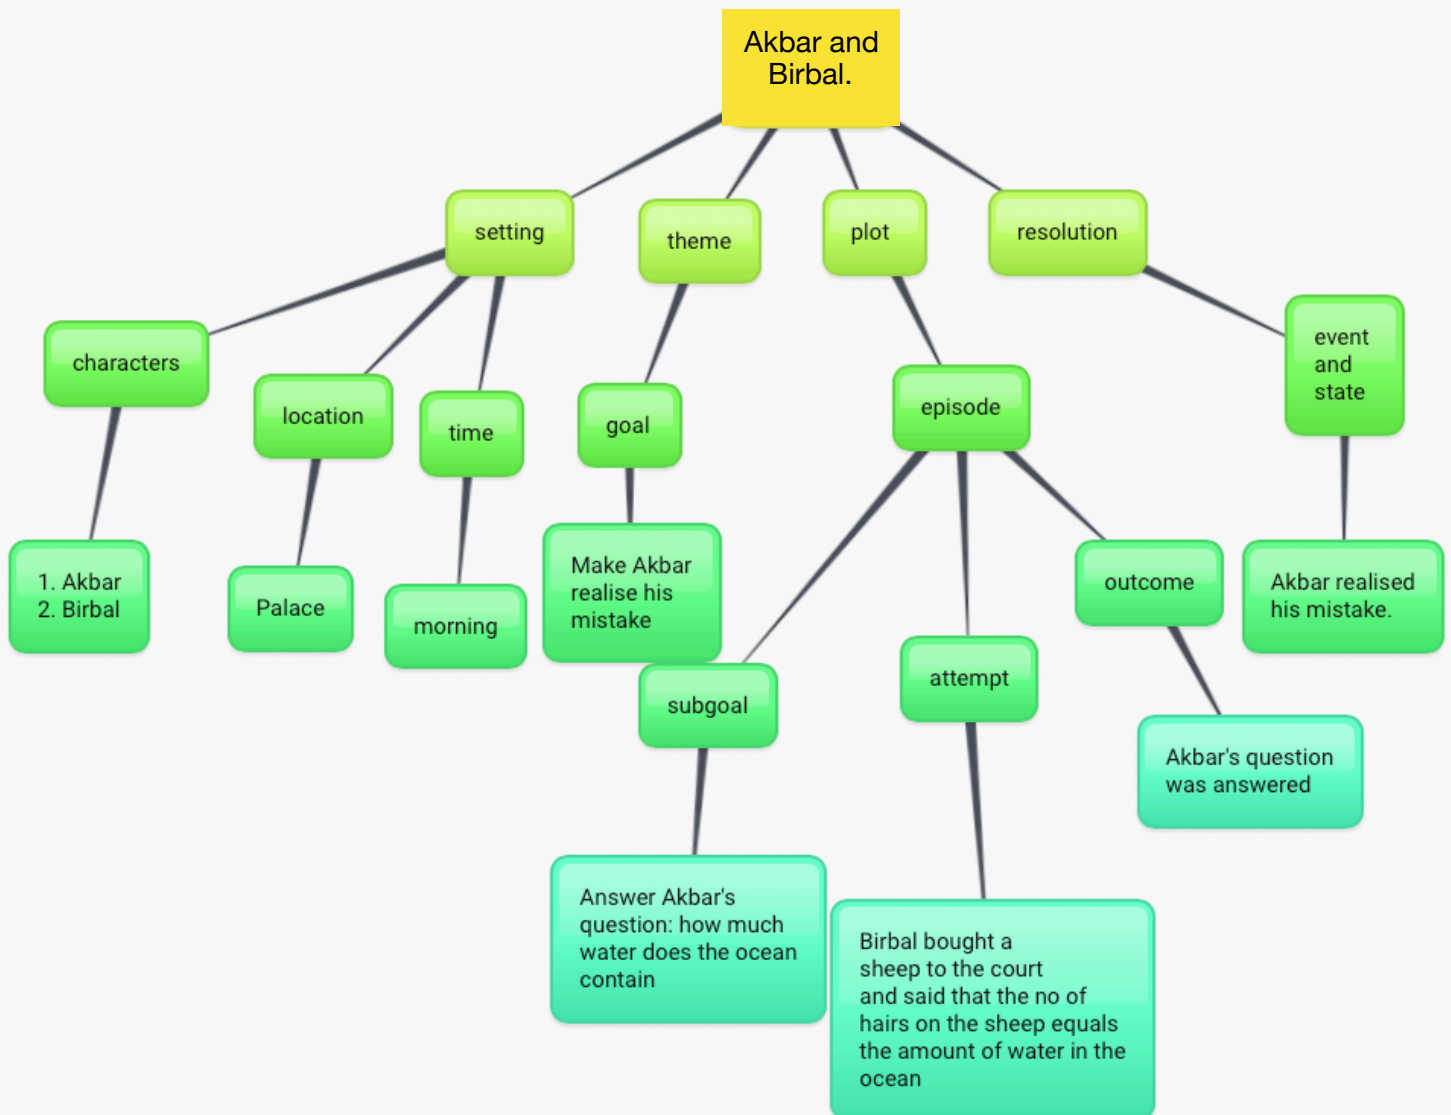 Akbar and
Birbal.
setting
theme
plot
resolution
characters
location
time
goal
episode
event
and
state
1. Akbar
2. Birbal
Palace
morning
Make Akbar
realise his
mistake
subgoal
attempt
outcome
Akbar realised
his mistake.
Answer Akbar's
question: how much
water does the ocean
contain
Birbal bought a
sheep to the court
and said that the no of
hairs on the sheep equals
the amount of water in the
ocean
Akbar's question
was answered